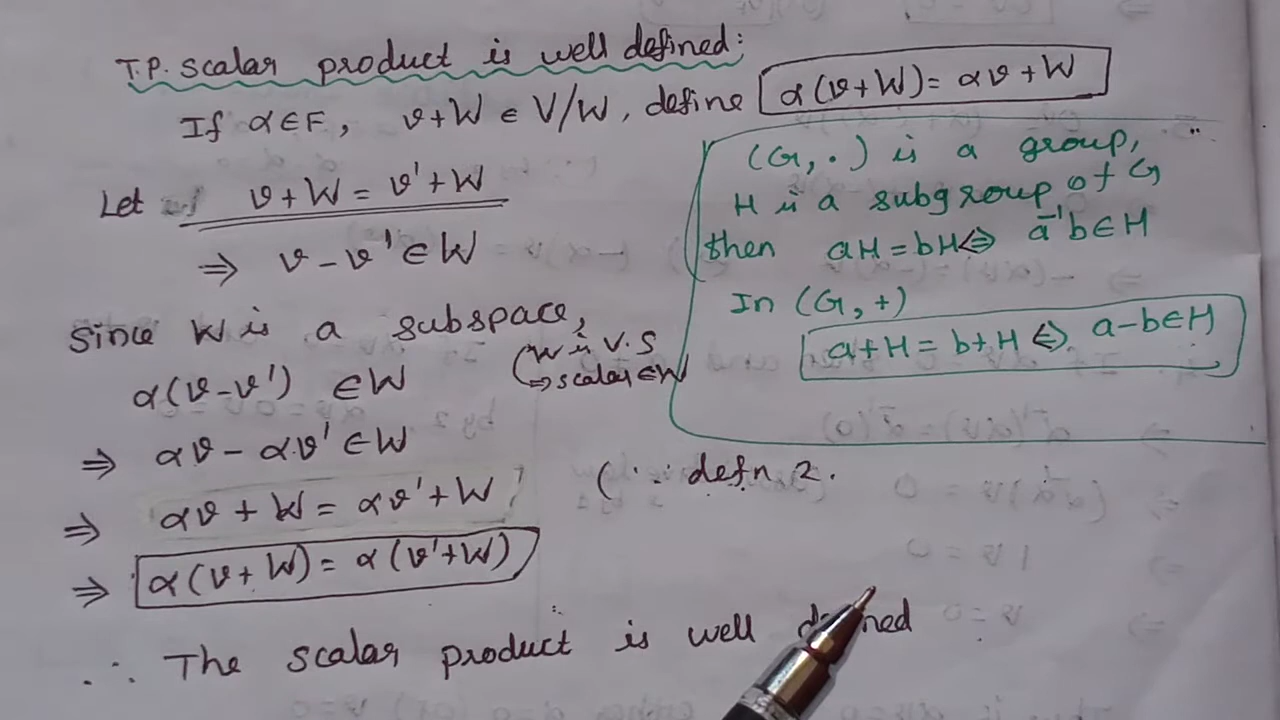 T.P. scalar product is well defined:
If α∈F, v+W ∈ V/W, define α(v+W) = αv+W
Let v+W = v'+W
⇒ v-v' ∈ W
Since W is a subspace,
α(v-v') ∈ W
(W is V.S
⇒ scalar ∈ W
⇒ αv - αv' ∈ W
⇒ αv + W = αv' + W
(∵ defn 2.
⇒ α(v+W) = α(v'+W)
∴ The scalar product is well defined
(G, ·) is a group,
H is a subgroup of G
then aH = bH ⇔ a⁻¹b ∈ H
In (G, +)
a+H = b+H ⇔ a-b ∈ H